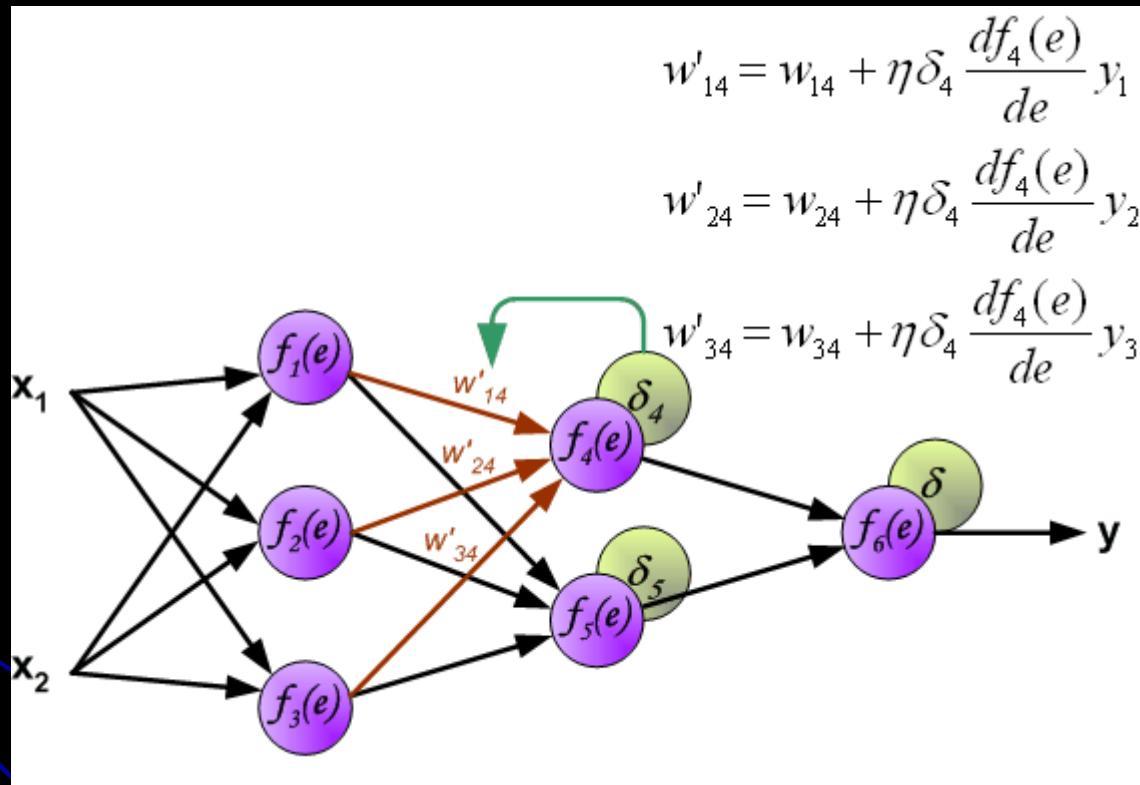 w'₁₄ = w₁₄ + ηδ₄ df₄(e)/de y₁
w'₂₄ = w₂₄ + ηδ₄ df₄(e)/de y₂
w'₃₄ = w₃₄ + ηδ₄ df₄(e)/de y₃
x₁
f₁(e)
w'₁₄
δ₄
f₄(e)
w'₂₄
f₂(e)
w'₃₄
δ
f₆(e)
y
δ₅
f₅(e)
x₂
f₃(e)